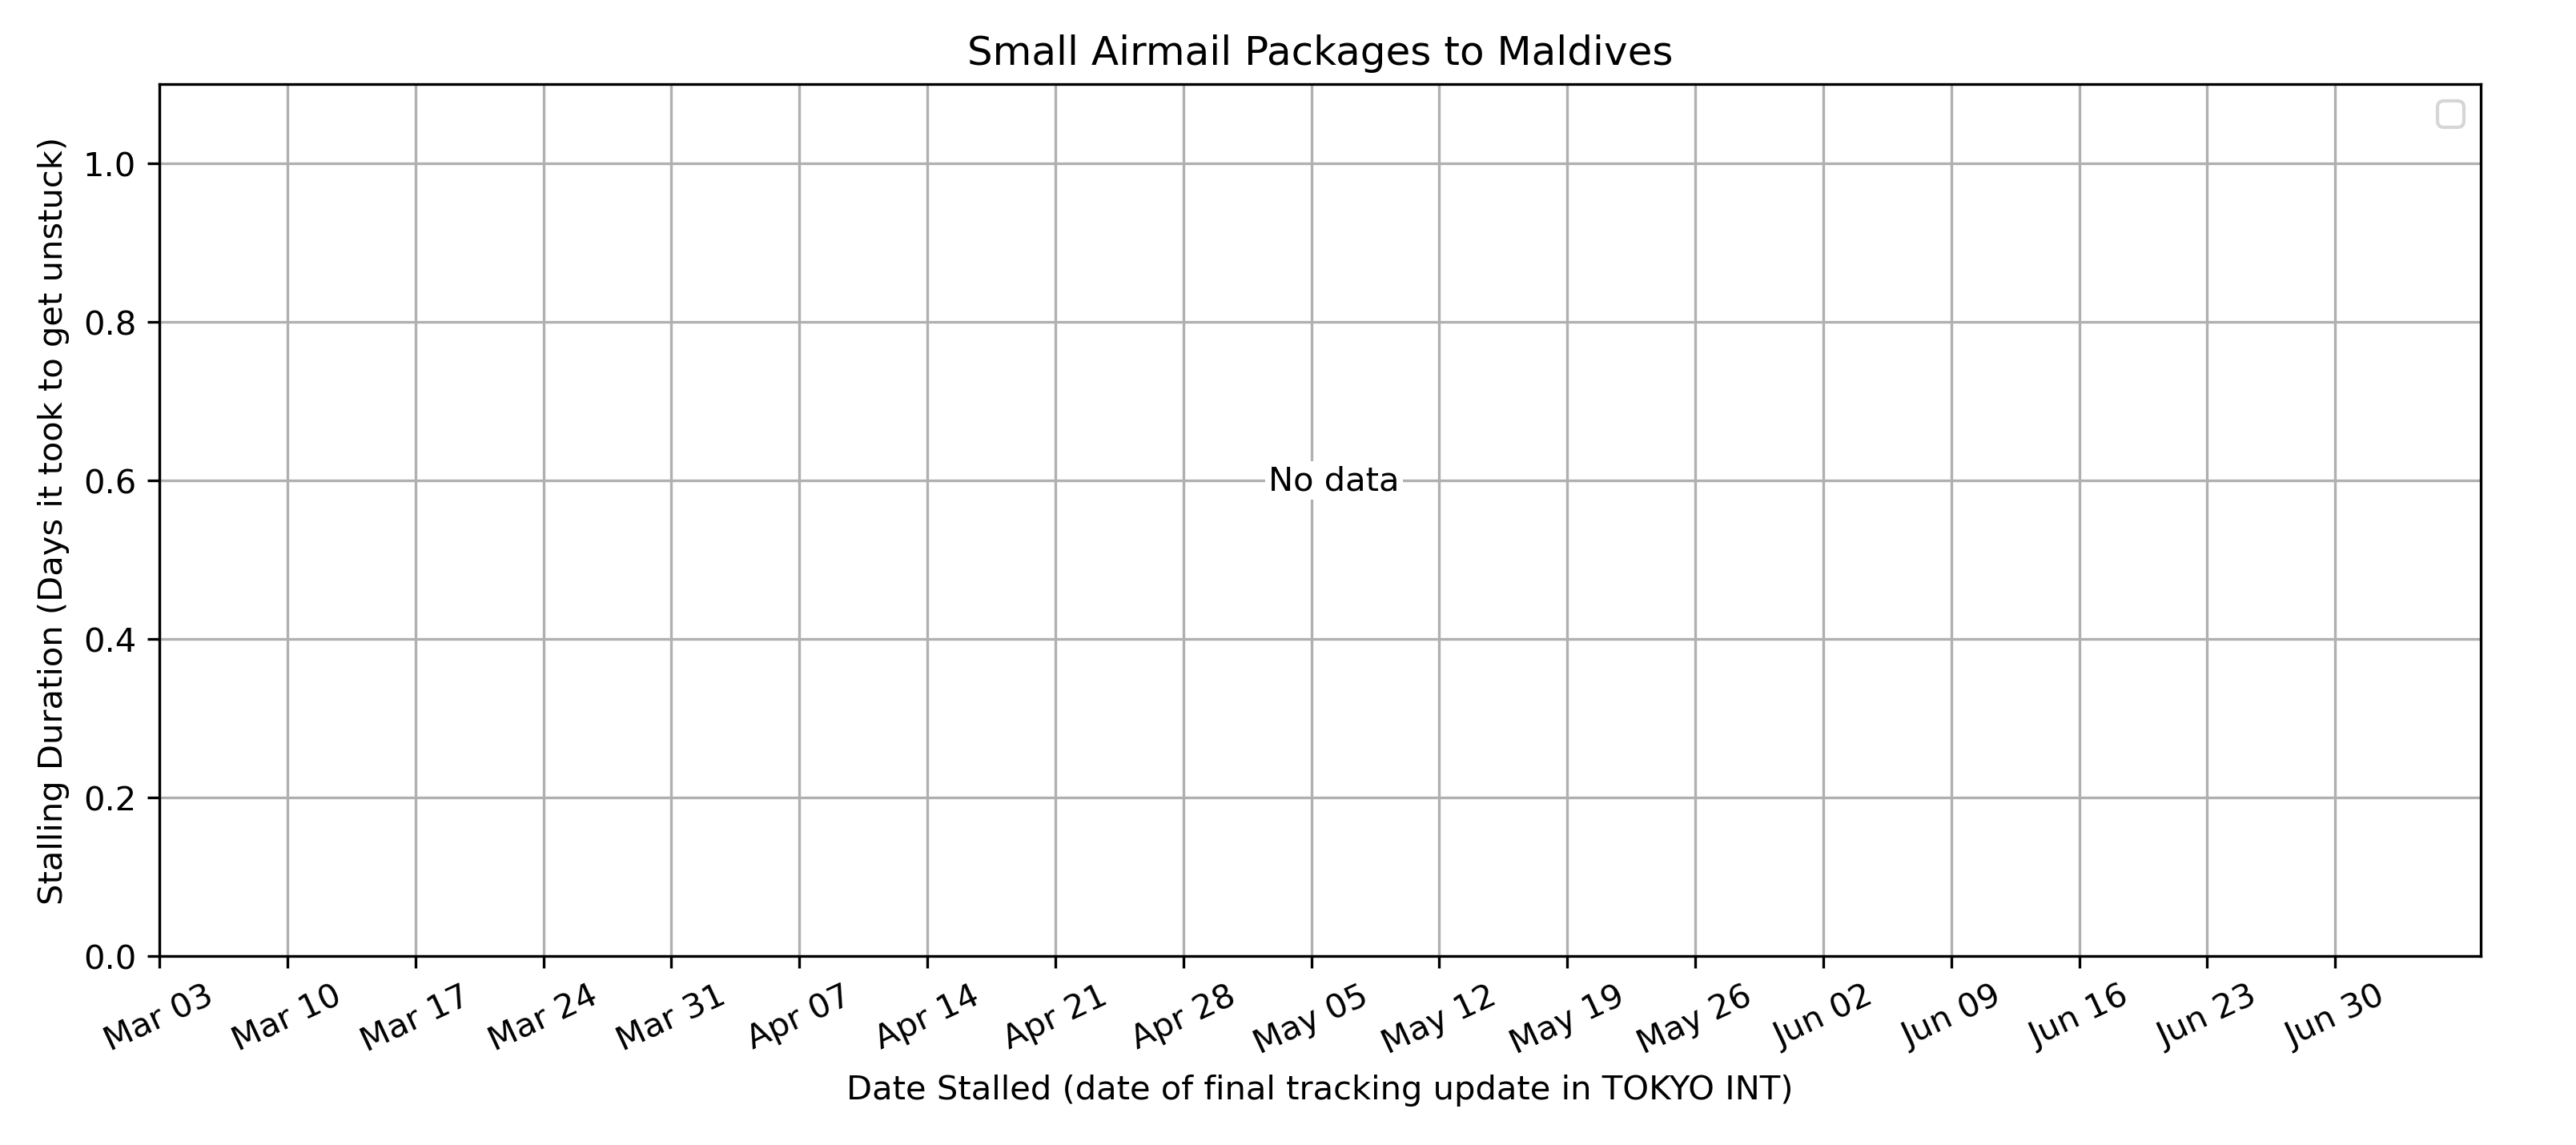 Small Airmail Packages to Maldives
Stalling Duration (Days it took to get unstuck)
1.0
0.8
0.6
0.4
0.2
0.0
No data
Mar 03 Mar 10 Mar 17 Mar 24 Mar 31 Apr 07 Apr 14 Apr 21 Apr 28 May 05 May 12 May 19 May 26 Jun 02 Jun 09 Jun 16 Jun 23 Jun 30
Date Stalled (date of final tracking update in TOKYO INT)